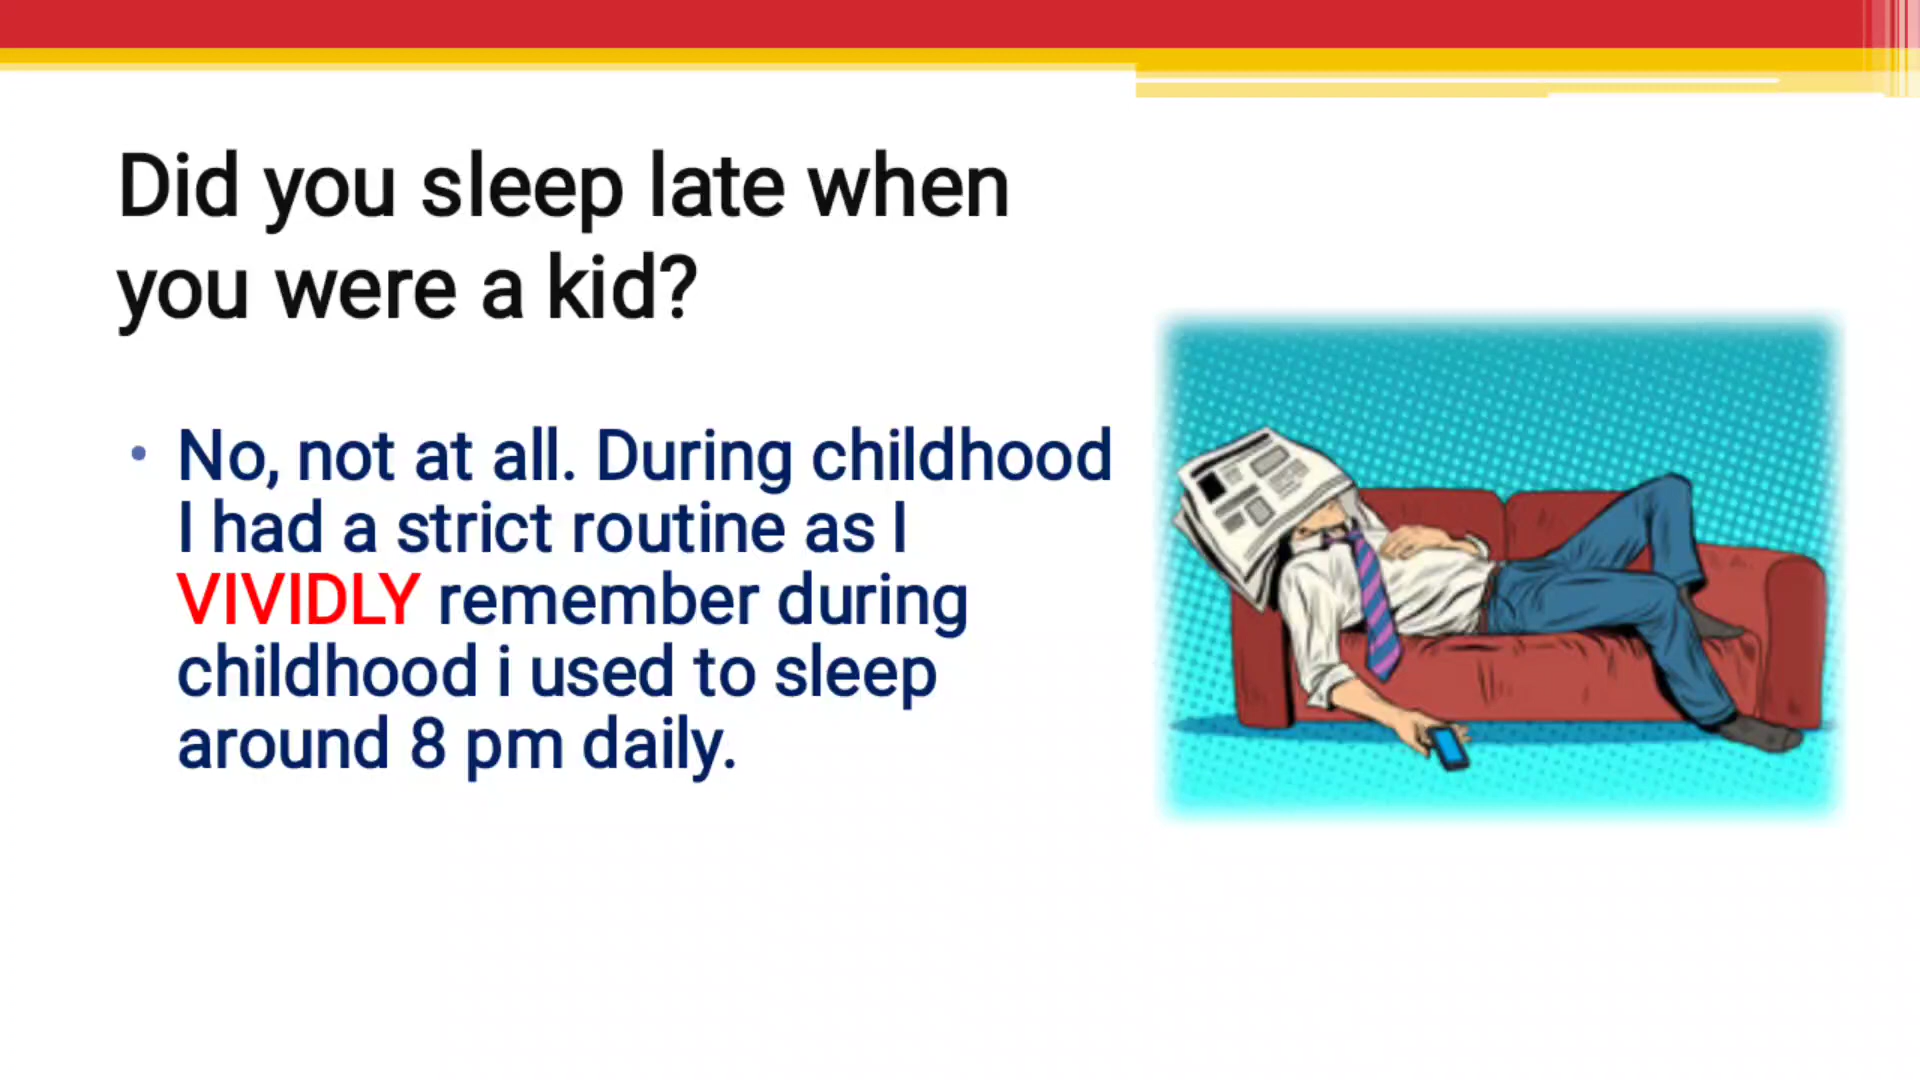 Did you sleep late when
you were a kid?
• No, not at all. During childhood
I had a strict routine as I
VIVIDLY remember during
childhood i used to sleep
around 8 pm daily.